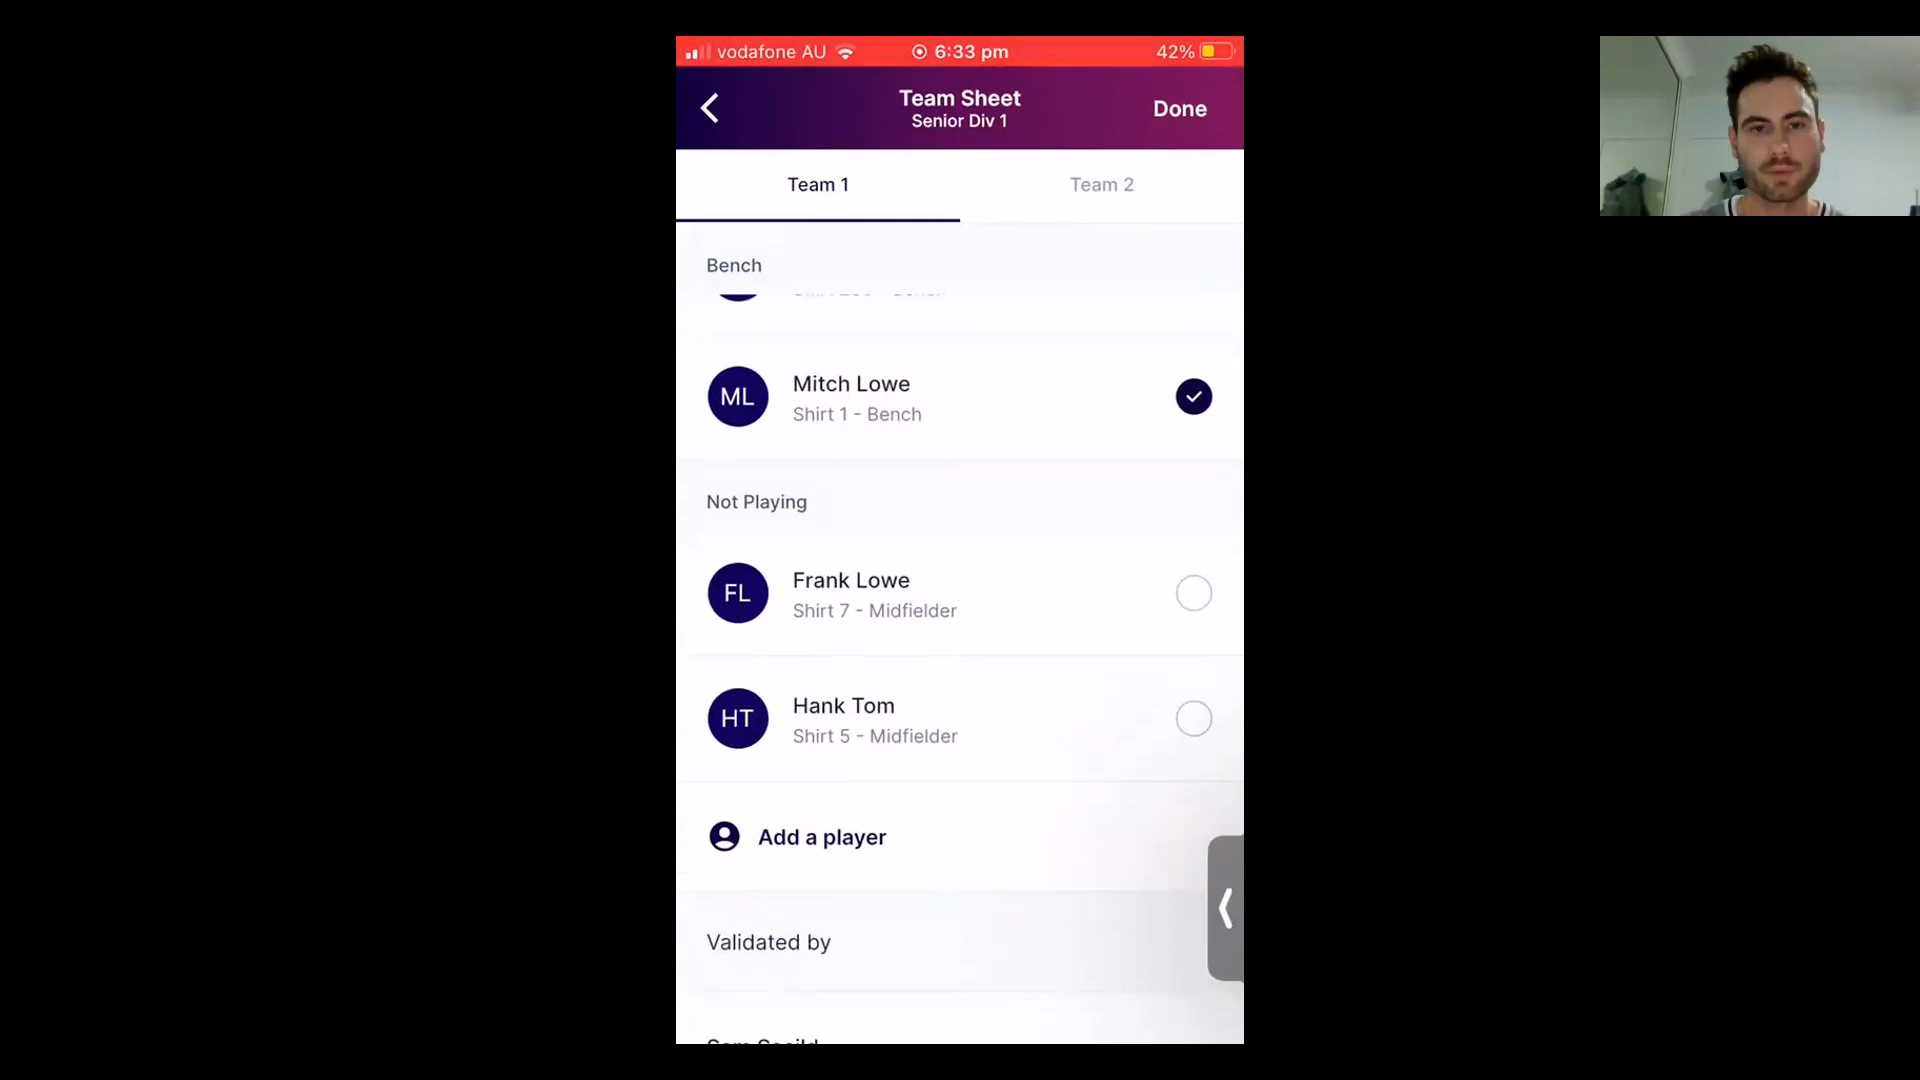 vodafone AU
6:33 pm
42%
Team Sheet
Senior Div 1
Done
Team 1
Team 2
Bench
ML
Mitch Lowe
Shirt 1 - Bench
Not Playing
FL
Frank Lowe
Shirt 7 - Midfielder
HT
Hank Tom
Shirt 5 - Midfielder
Add a player
Validated by